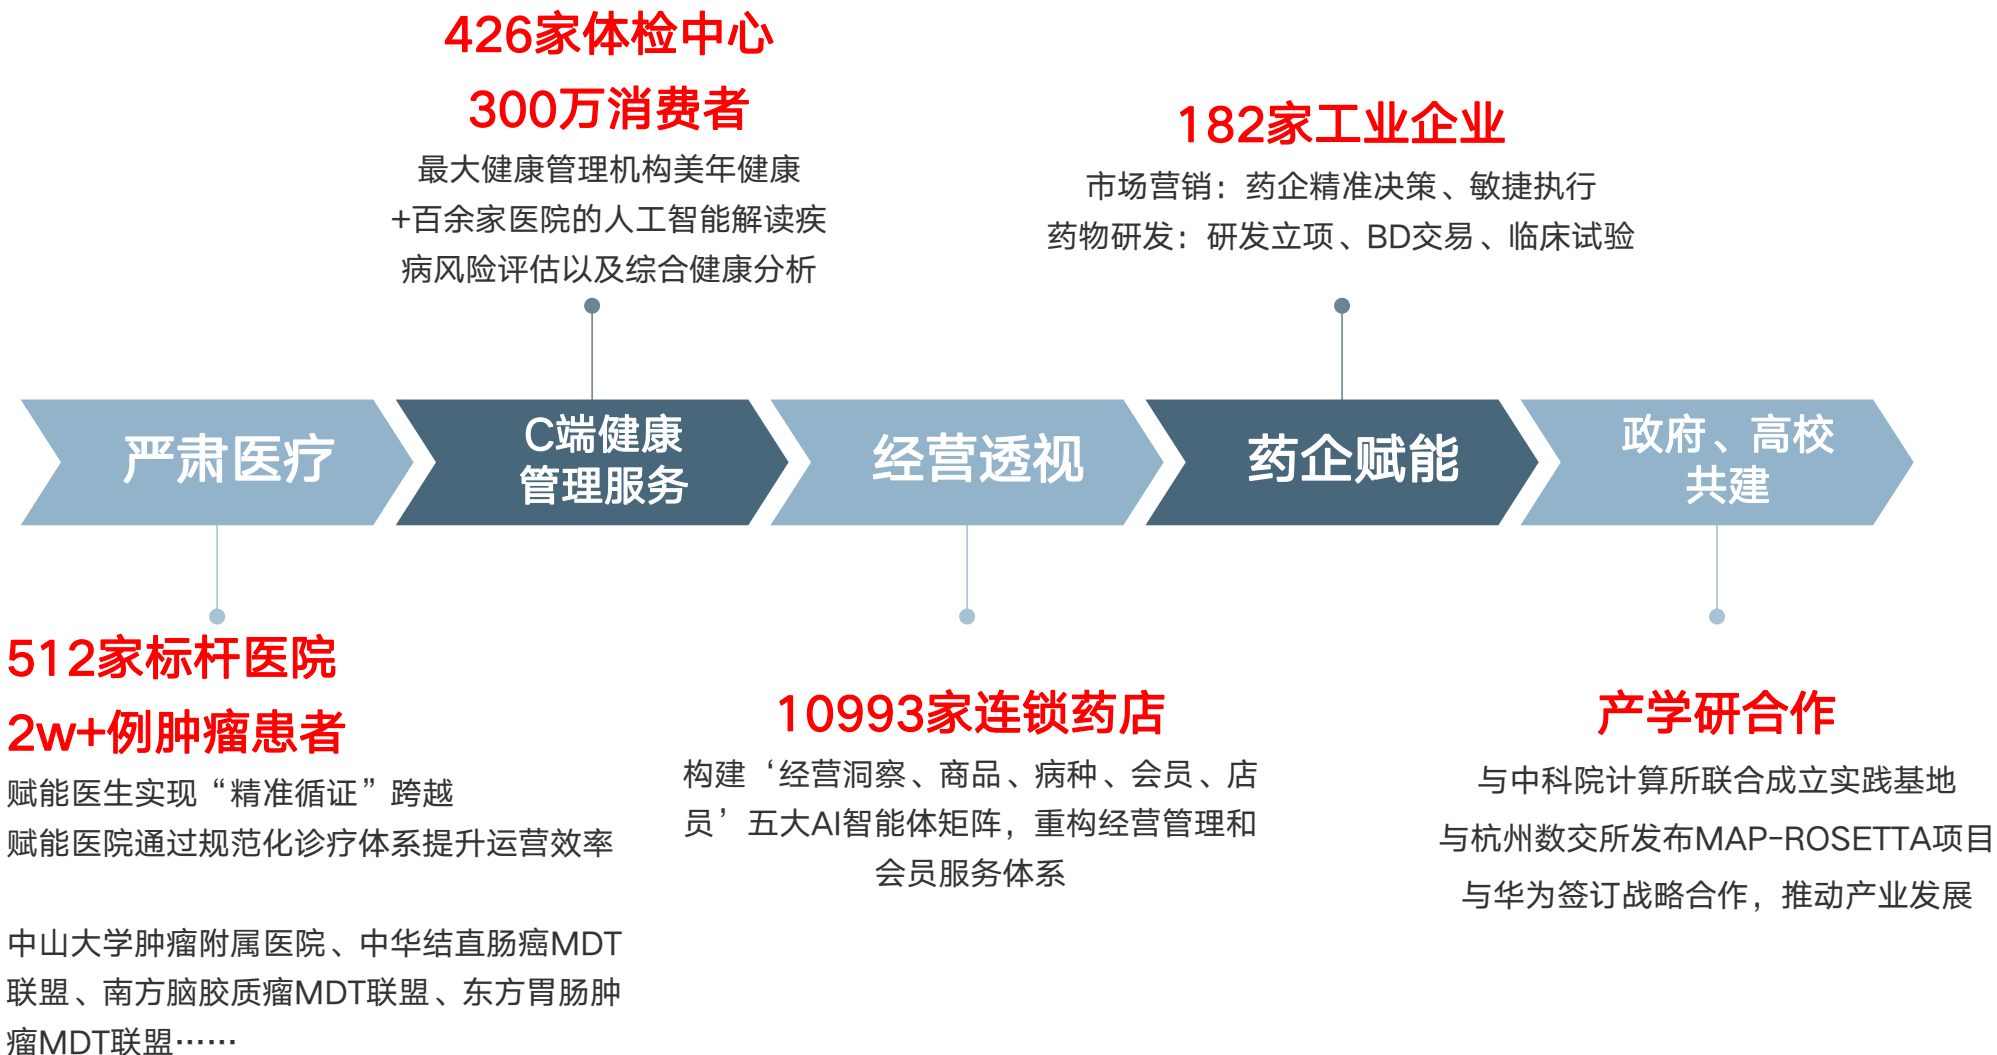 426家体检中心
300万消费者
最大健康管理机构美年健康
+百余家医院的人工智能解读疾
病风险评估以及综合健康分析
182家工业企业
市场营销：药企精准决策、敏捷执行
药物研发：研发立项、BD交易、临床试验
严肃医疗
C端健康
管理服务
经营透视
药企赋能
政府、高校
共建
512家标杆医院
2w+例肿瘤患者
赋能医生实现“精准循证”跨越
赋能医院通过规范化诊疗体系提升运营效率
中山大学肿瘤附属医院、中华结直肠癌MDT
联盟、南方脑胶质瘤MDT联盟、东方胃肠肿
瘤MDT联盟……
10993家连锁药店
构建‘经营洞察、商品、病种、会员、店
员’五大AI智能体矩阵，重构经营管理和
会员服务体系
产学研合作
与中科院计算所联合成立实践基地
与杭州数交所发布MAP-ROSETTA项目
与华为签订战略合作，推动产业发展